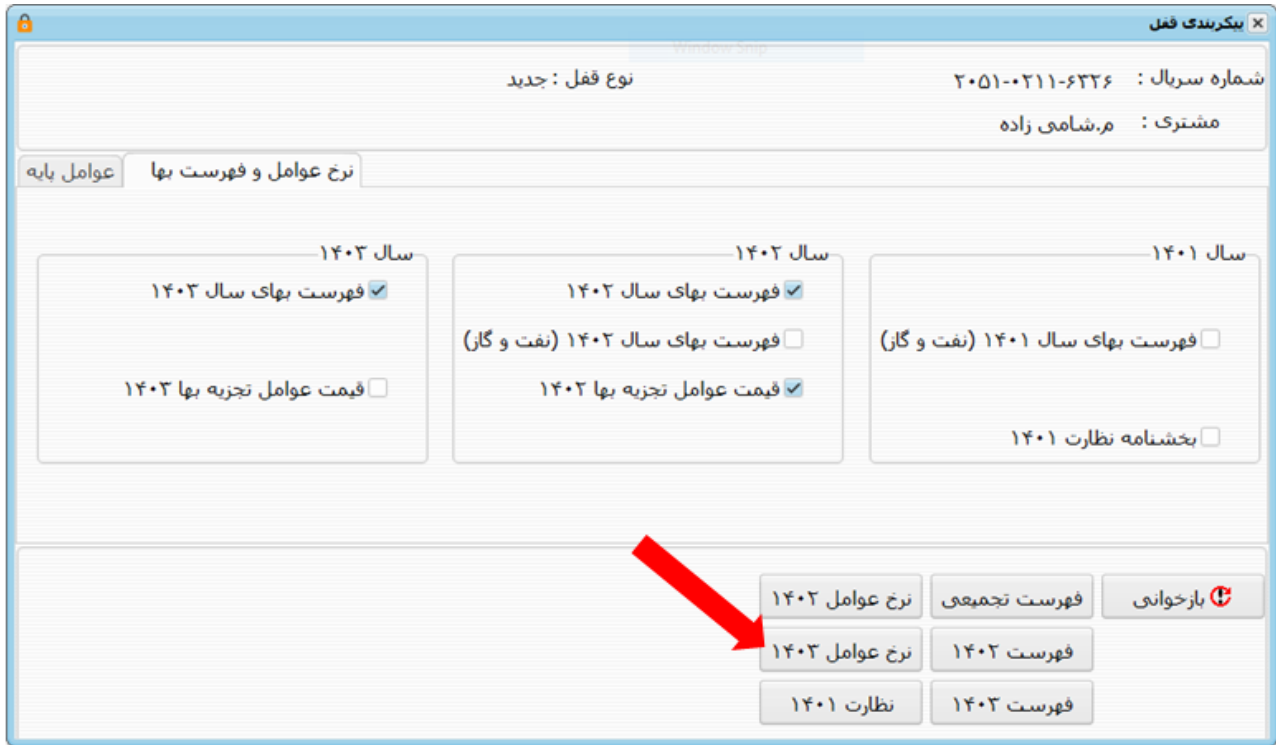 پیکربندی قفل
Window Snip
شماره سریال : ۲۰۵۱-۰۲۱۱-۶۳۲۶
نوع قفل : جدید
مشتری : م.شامی زاده
نرخ عوامل و فهرست بها
عوامل پایه
سال ۱۴۰۱
فهرست بهای سال ۱۴۰۱ (نفت و گاز)
بخشنامه نظارت ۱۴۰۱
سال ۱۴۰۲
فهرست بهای سال ۱۴۰۲
فهرست بهای سال ۱۴۰۲ (نفت و گاز)
قیمت عوامل تجزیه بها ۱۴۰۲
سال ۱۴۰۳
فهرست بهای سال ۱۴۰۳
قیمت عوامل تجزیه بها ۱۴۰۳
بازخوانی
فهرست تجمیعی
نرخ عوامل ۱۴۰۲
فهرست ۱۴۰۲
نرخ عوامل ۱۴۰۳
فهرست ۱۴۰۳
نظارت ۱۴۰۱